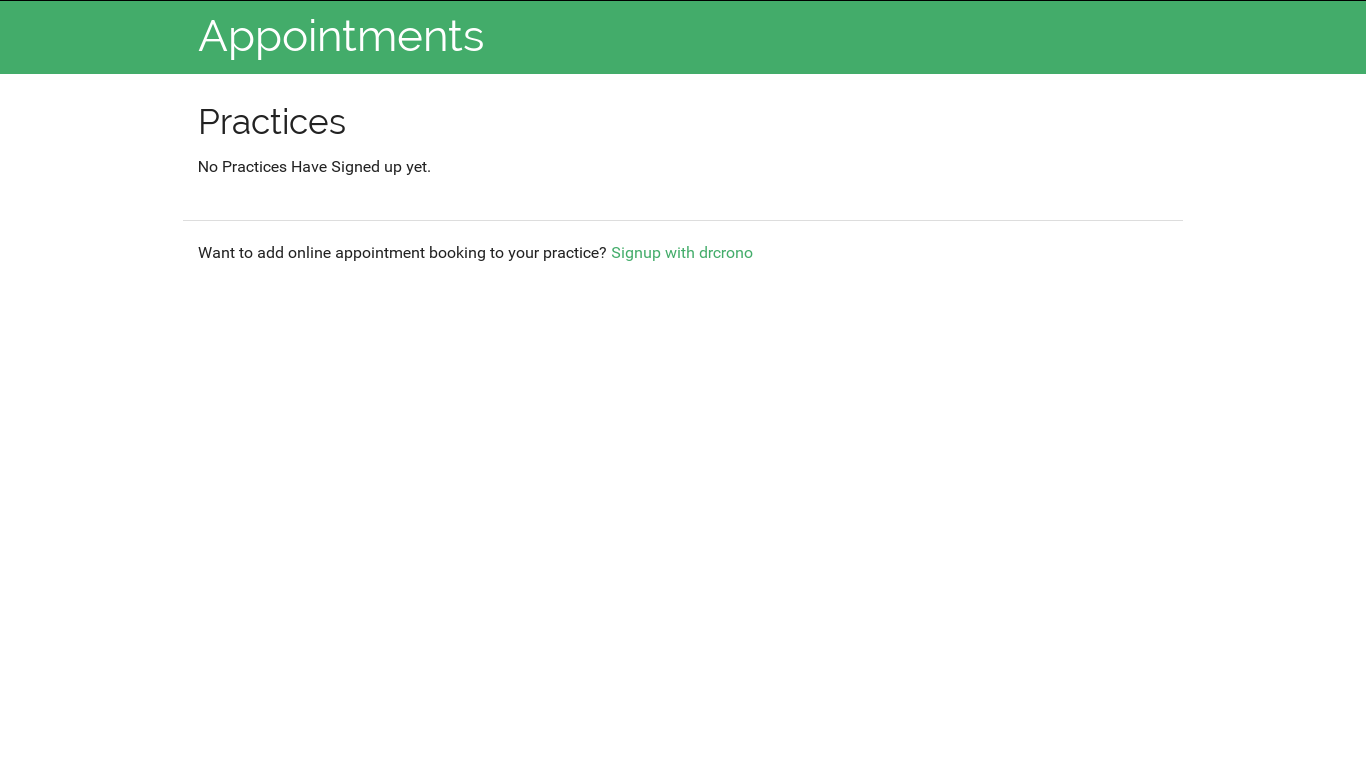 Appointments
Practices
No Practices Have Signed up yet.
Want to add online appointment booking to your practice? Signup with drcrono